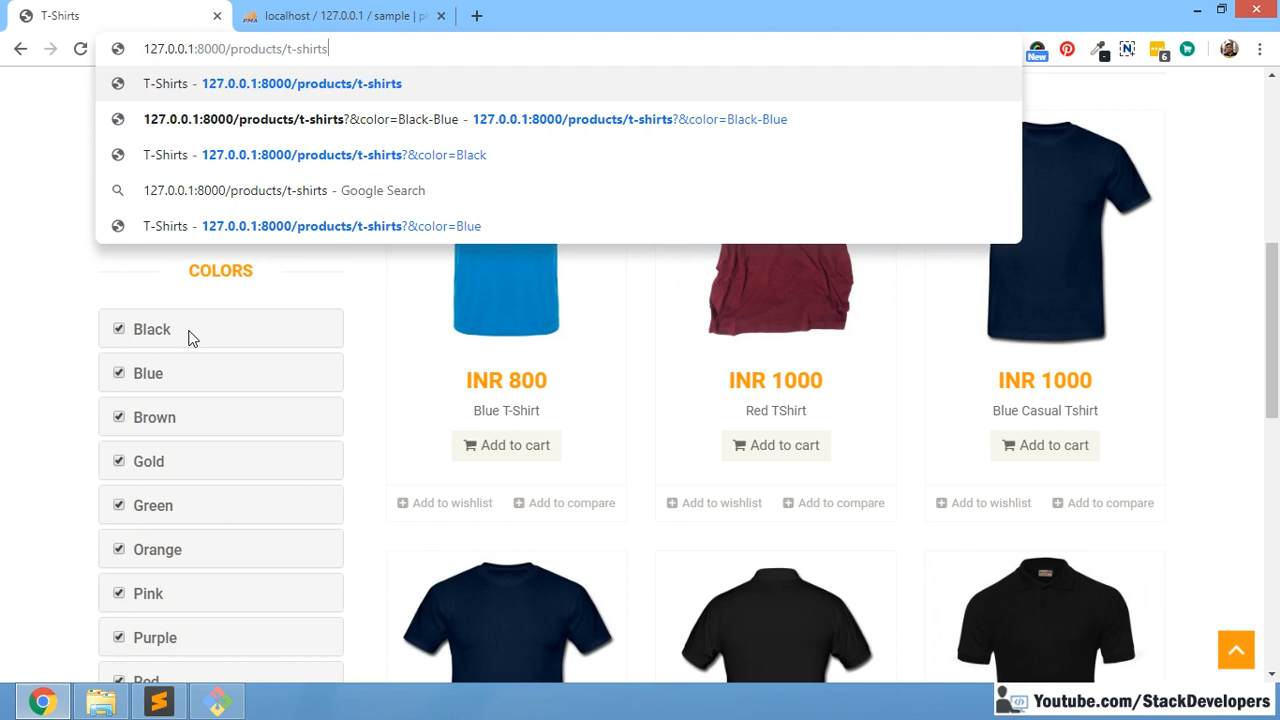 T-Shirts
localhost / 127.0.0.1 / sample | p
127.0.0.1:8000/products/t-shirts
New
6
T-Shirts - 127.0.0.1:8000/products/t-shirts
127.0.0.1:8000/products/t-shirts?&color=Black-Blue - 127.0.0.1:8000/products/t-shirts?&color=Black-Blue
T-Shirts - 127.0.0.1:8000/products/t-shirts?&color=Black
127.0.0.1:8000/products/t-shirts - Google Search
T-Shirts - 127.0.0.1:8000/products/t-shirts?&color=Blue
COLORS
Black
Blue
Brown
Gold
Green
Orange
Pink
Purple
Red
INR 800
Blue T-Shirt
Add to cart
Add to wishlist Add to compare
INR 1000
Red TShirt
Add to cart
Add to wishlist Add to compare
INR 1000
Blue Casual Tshirt
Add to cart
Add to wishlist Add to compare
Youtube.com/StackDevelopers